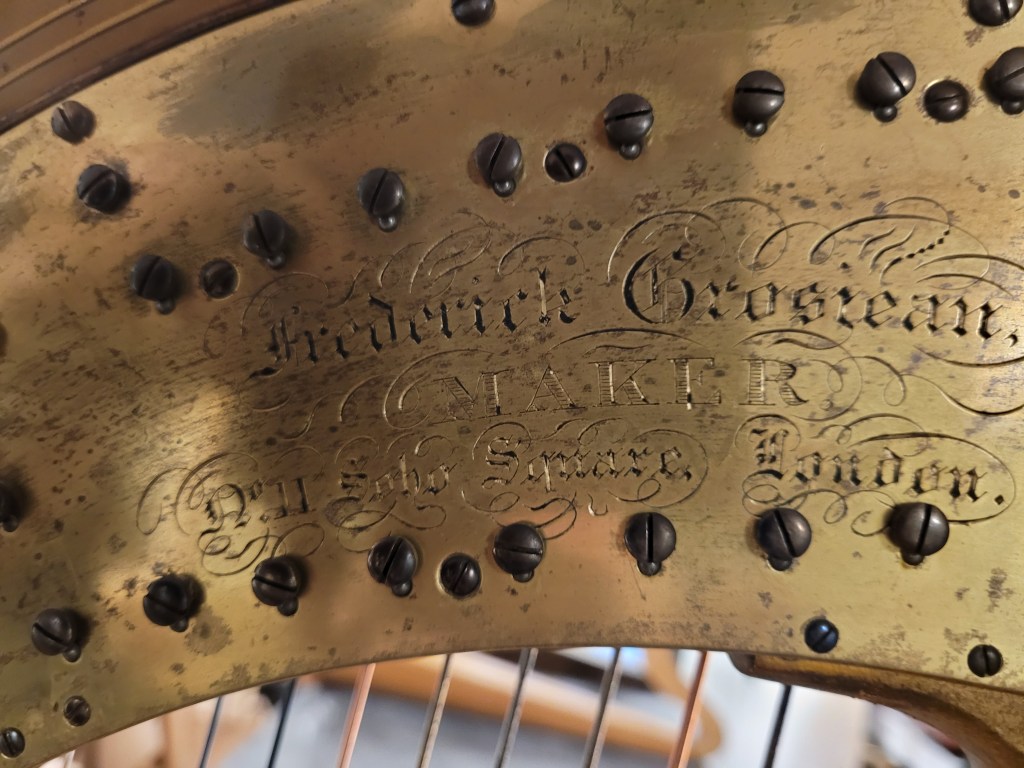 Frederick Grosjean,
MAKER
No. 11 Soho Square, London.